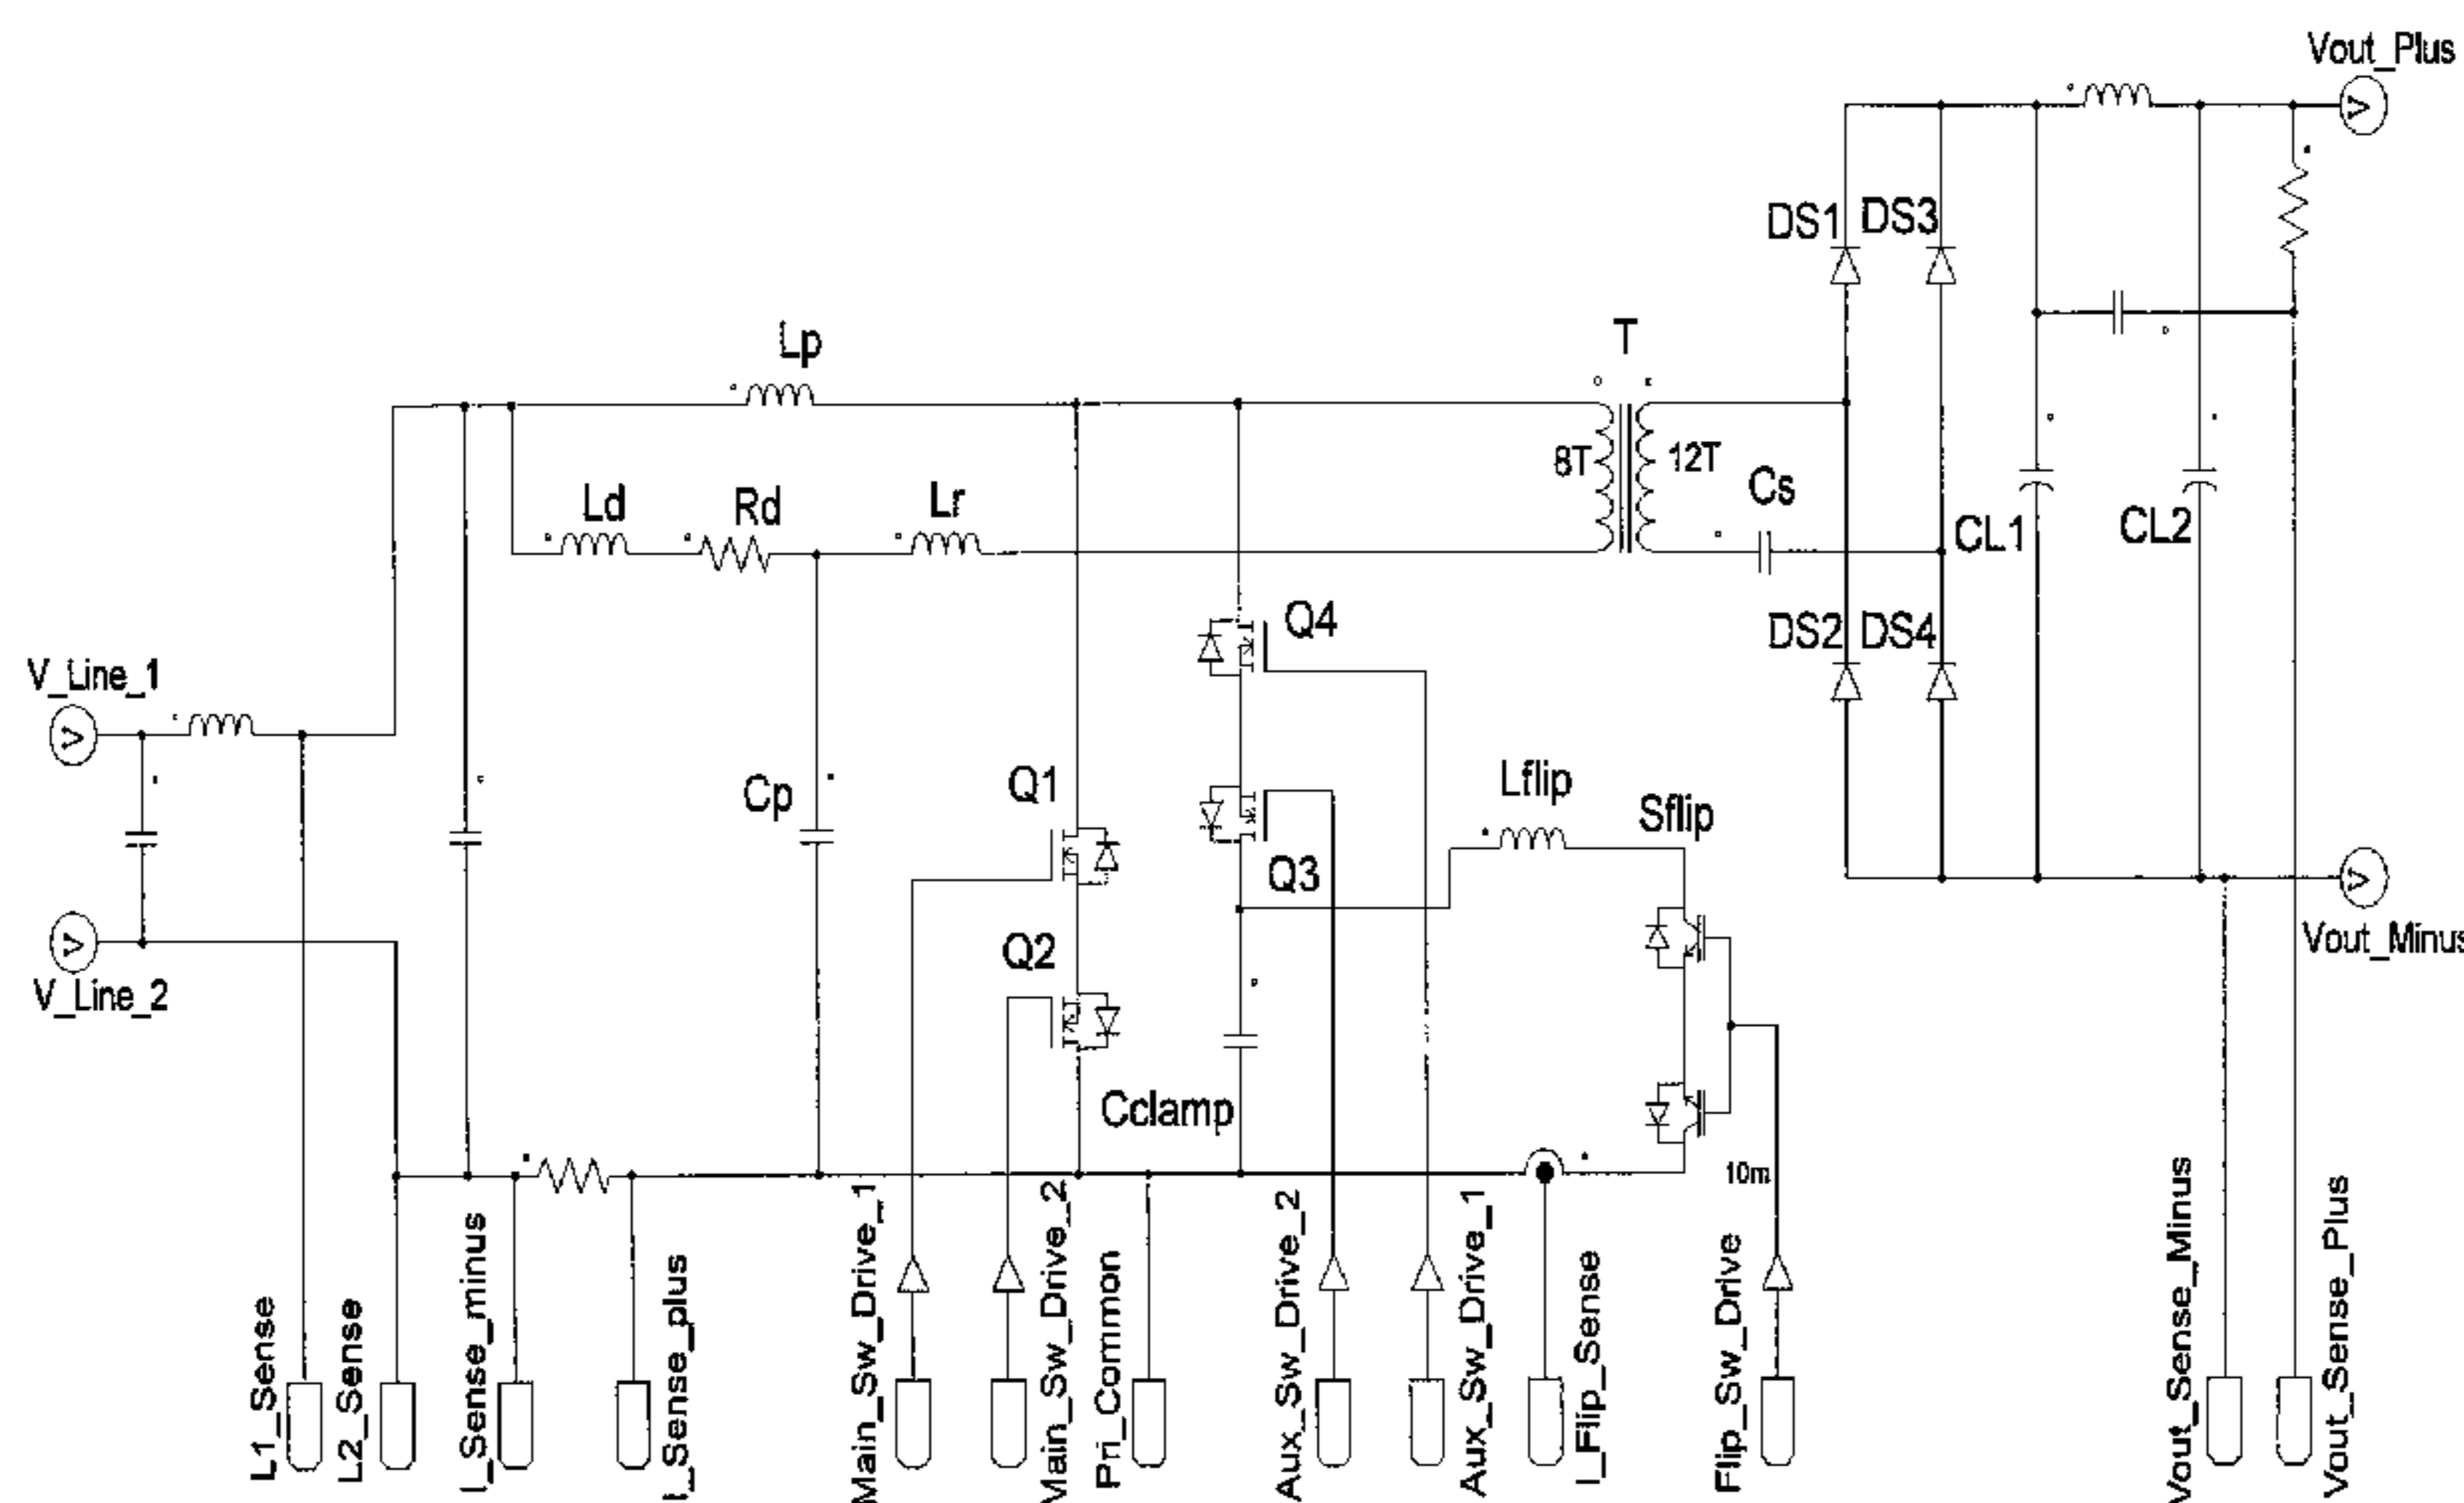 Vout_Plus
DS1
DS3
Lp
T
8T
12T
Cs
Ld
Rd
Lr
CL1
CL2
Q4
DS2
DS4
V_Line_1
Cp
Q1
Lflip
Sflip
Q3
Q2
V_Line_2
Vout_Minus
Cclamp
10m
L1_Sense
L2_Sense
I_Sense_minus
I_Sense_plus
Main_Sw_Drive_1
Main_Sw_Drive_2
Pri_Common
Aux_Sw_Drive_2
Aux_Sw_Drive_1
I_Flip_Sense
Flip_Sw_Drive
Vout_Sense_Minus
Vout_Sense_Plus